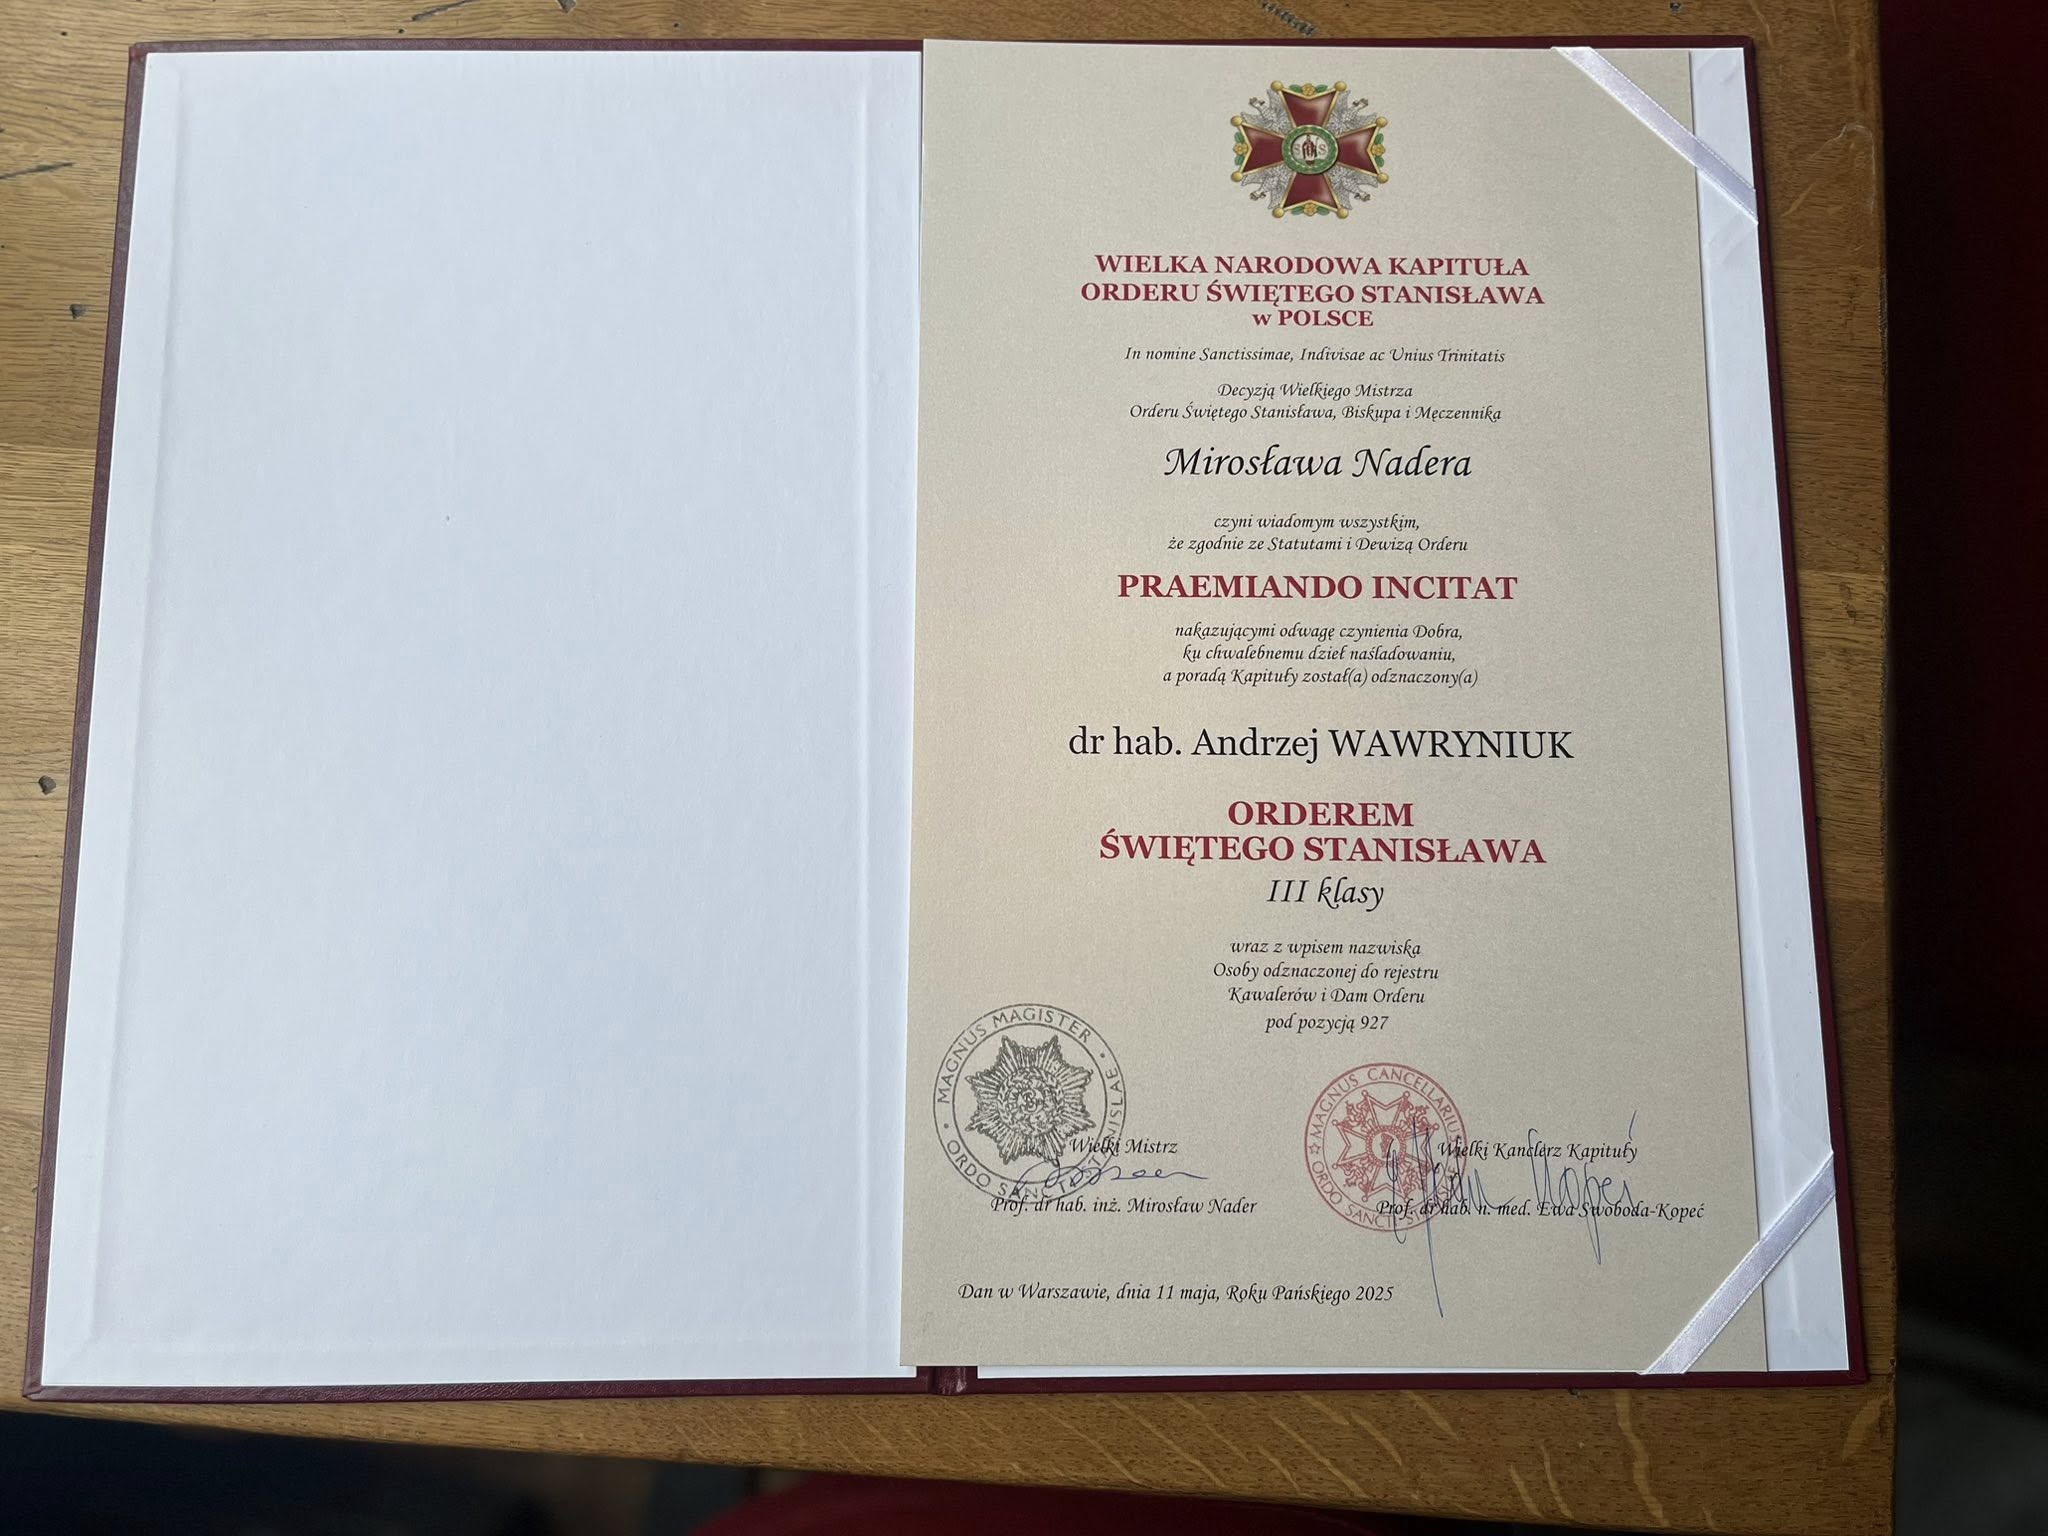 S S
WIELKA NARODOWA KAPITUŁA
ORDERU ŚWIĘTEGO STANISŁAWA
w POLSCE
In nomine Sanctissimae, Indivisae ac Unius Trinitatis
Decyzją Wielkiego Mistrza
Orderu Świętego Stanisława, Biskupa i Męczennika
Mirosława Nadera
czyni wiadomym wszystkim,
że zgodnie ze Statutami i Dewizą Orderu
PRAEMIANDO INCITAT
nakazującymi odwagę czynienia Dobra,
ku chwalebnemu dzieł naśladowaniu,
a poradą Kapituły został(a) odznaczony(a)
dr hab. Andrzej WAWRYNIUK
ORDEREM
ŚWIĘTEGO STANISŁAWA
III klasy
wraz z wpisem nazwiska
Osoby odznaczonej do rejestru
Kawalerów i Dam Orderu
pod pozycją 927
MAGNUS MAGISTER
ORDO SANCTI STANISLAE
MAGNUS CANCELLARIUS
ORDO SANCTI
Wielki Mistrz
Prof. dr hab. inż. Mirosław Nader
Wielki Kanclerz Kapituły
Prof. dr hab. n. med. Ewa Swoboda-Kopeć
Dan w Warszawie, dnia 11 maja, Roku Pańskiego 2025